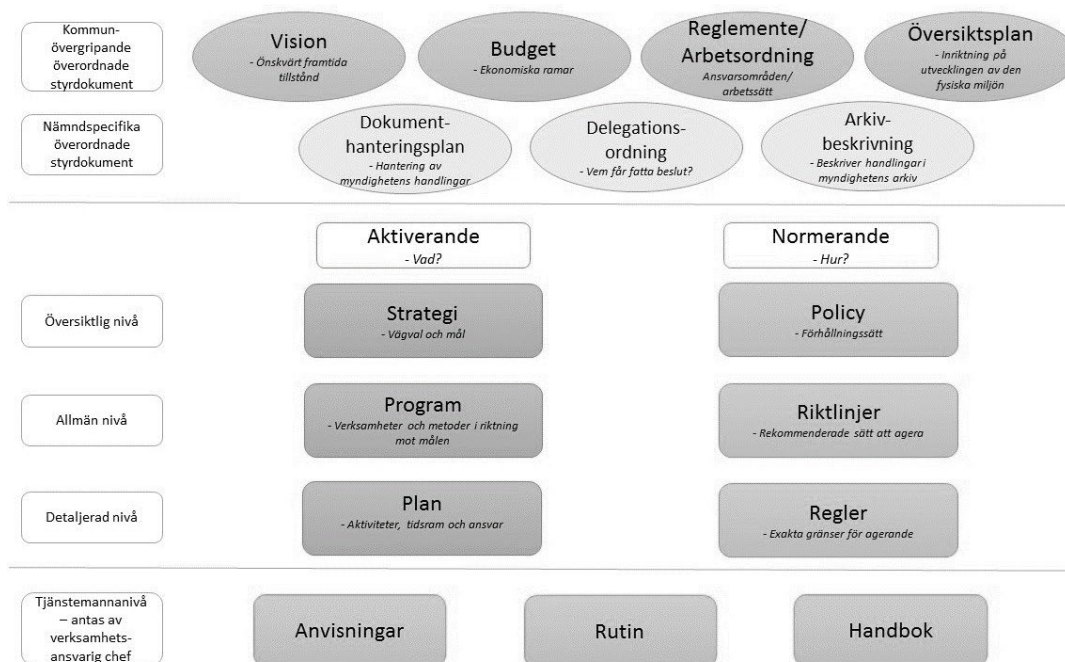 Kommun-
övergripande
överordnade
styrdokument
Vision
- Önskvärt framtida
tillstånd
Budget
- Ekonomiska ramar
Reglemente/
Arbetsordning
Ansvarsområden/
arbetssätt
Översiktsplan
- Inriktning på
utvecklingen av den
fysiska miljön
Nämndspecifika
överordnade
styrdokument
Dokument-
hanteringsplan
- Hantering av
myndighetens handlingar
Delegations-
ordning
- Vem får fatta beslut?
Arkiv-
beskrivning
- Beskriver handlingar i
myndighetens arkiv
Aktiverande
- Vad?
Normerande
- Hur?
Översiktlig nivå
Strategi
- Vägval och mål
Policy
- Förhållningssätt
Allmän nivå
Program
- Verksamheter och metoder i riktning
mot målen
Riktlinjer
- Rekommenderade sätt att agera
Detaljerad nivå
Plan
- Aktiviteter, tidsram och ansvar
Regler
- Exakta gränser för agerande
Tjänstemannanivå
– antas av
verksamhets-
ansvarig chef
Anvisningar
Rutin
Handbok